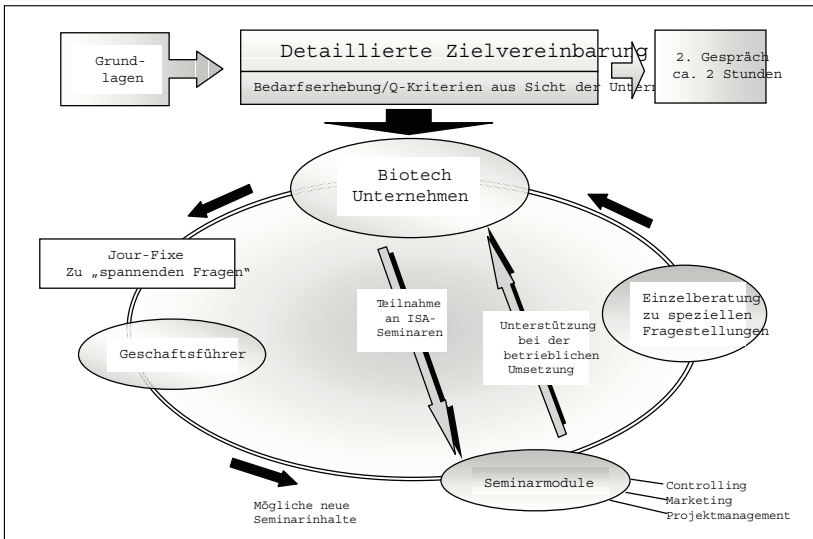 Grund-
lagen
Detaillierte Zielvereinbarung
Bedarfserhebung/Q-Kriterien aus Sicht der
2. Gespräch
ca. 2 Stunden
Biotech
Unternehmen
Jour-Fixe
Zu „spannenden Fragen“
Teilnahme
an ISA-
Seminaren
Unterstützung
bei der
betrieblichen
Umsetzung
Einzelberatung
zu speziellen
Fragestellungen
Geschaftsführer
Seminarmodule
Mögliche neue
Seminarinhalte
Controlling
Marketing
Projektmanagement